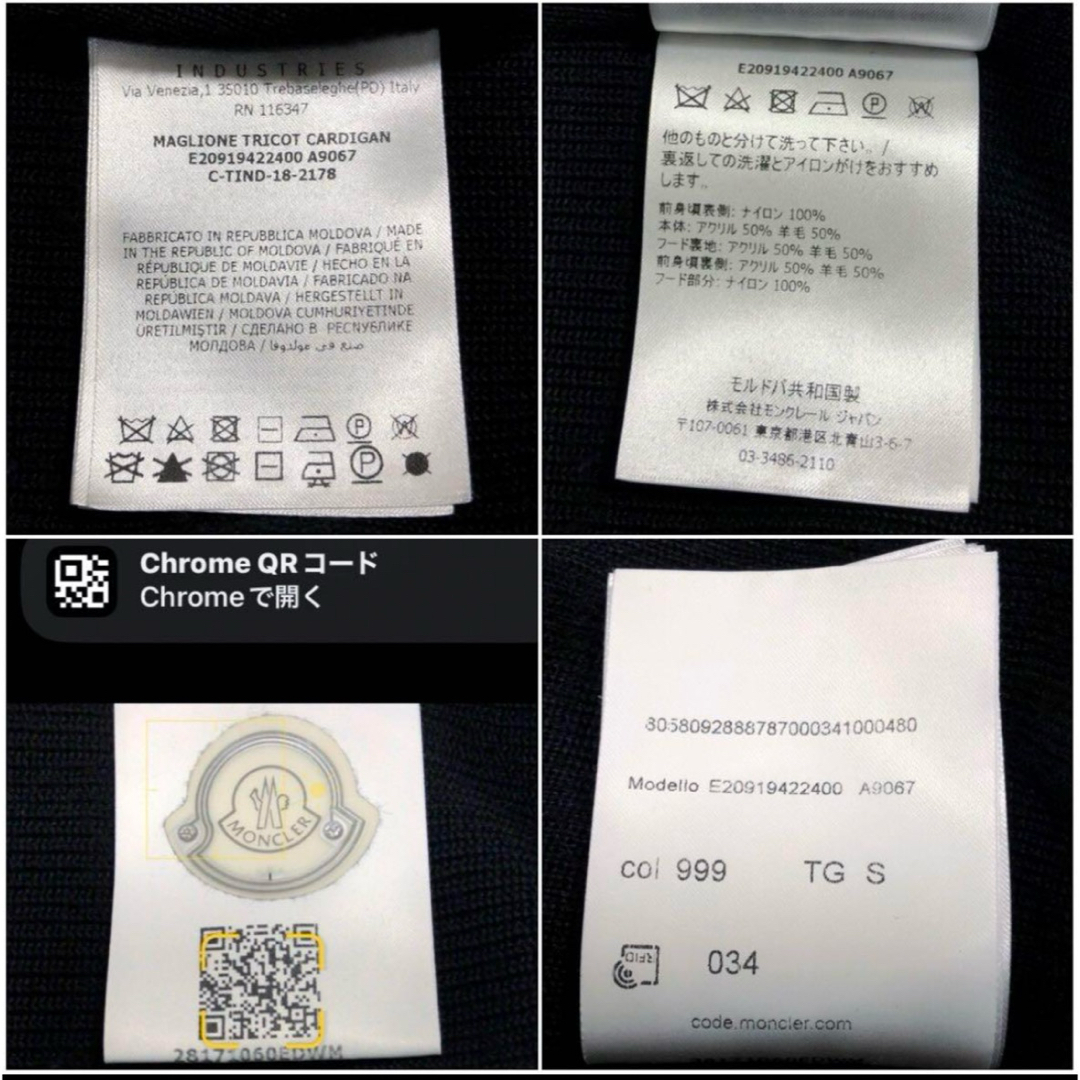 INDUSTRIES
Via Venezia,1 35010 Trebaseleghe(PD) Italy
RN 116347
MAGLIONE TRICOT CARDIGAN
E20919422400 A9067
C-TIND-18-2178
FABBRICATO IN REPUBBLICA MOLDOVA / MADE
IN THE REPUBLIC OF MOLDOVA / FABRIQUÉ EN
RÉPUBLIQUE DE MOLDAVIE / HECHO EN LA
REPÚBLICA DE MOLDAVIA / FABRICADO NA
REPÚBLICA MOLDAVA / HERGESTELLT IN
MOLDAWIEN / MOLDOVA CUMHURIYETINDE
ÜRETILMIŞTIR / СДЕЛАНО В РЕСПУБЛИКЕ
МОЛДОВА / صنع في مولدوفا
P W
P
E20919422400 A9067
P W
他のものと分けて洗って下さい。/
裏返しての洗濯とアイロンがけをおすすめ
します。
前身頃表側: ナイロン 100%
本体: アクリル 50% 羊毛 50%
フード裏地: アクリル 50% 羊毛 50%
前身頃裏側: アクリル 50% 羊毛 50%
フード部分: ナイロン 100%
モルドバ共和国製
株式会社モンクレール ジャパン
〒107-0061 東京都港区北青山3-6-7
03-3486-2110
Chrome QRコード
Chromeで開く
MONCLER
28171060EDWM
8058092888787000341000480
Modello E20919422400 A9067
col 999 TG S
RFID 034
code.moncler.com
28171060EDWM